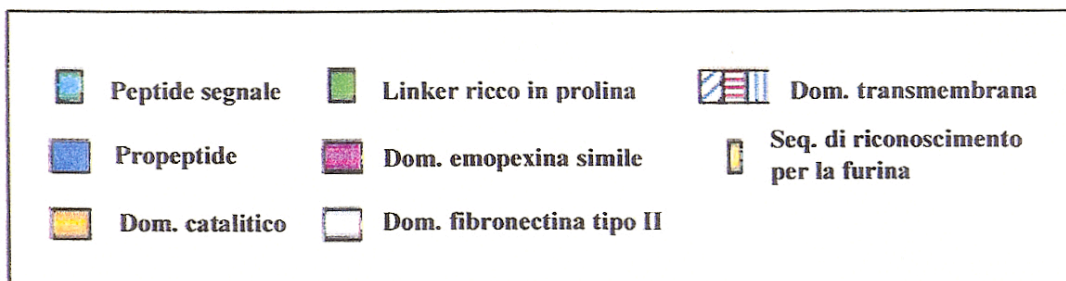 Peptide segnale
Linker ricco in prolina
Dom. transmembrana
Propeptide
Dom. emopexina simile
Seq. di riconoscimento
per la furina
Dom. catalitico
Dom. fibronectina tipo II